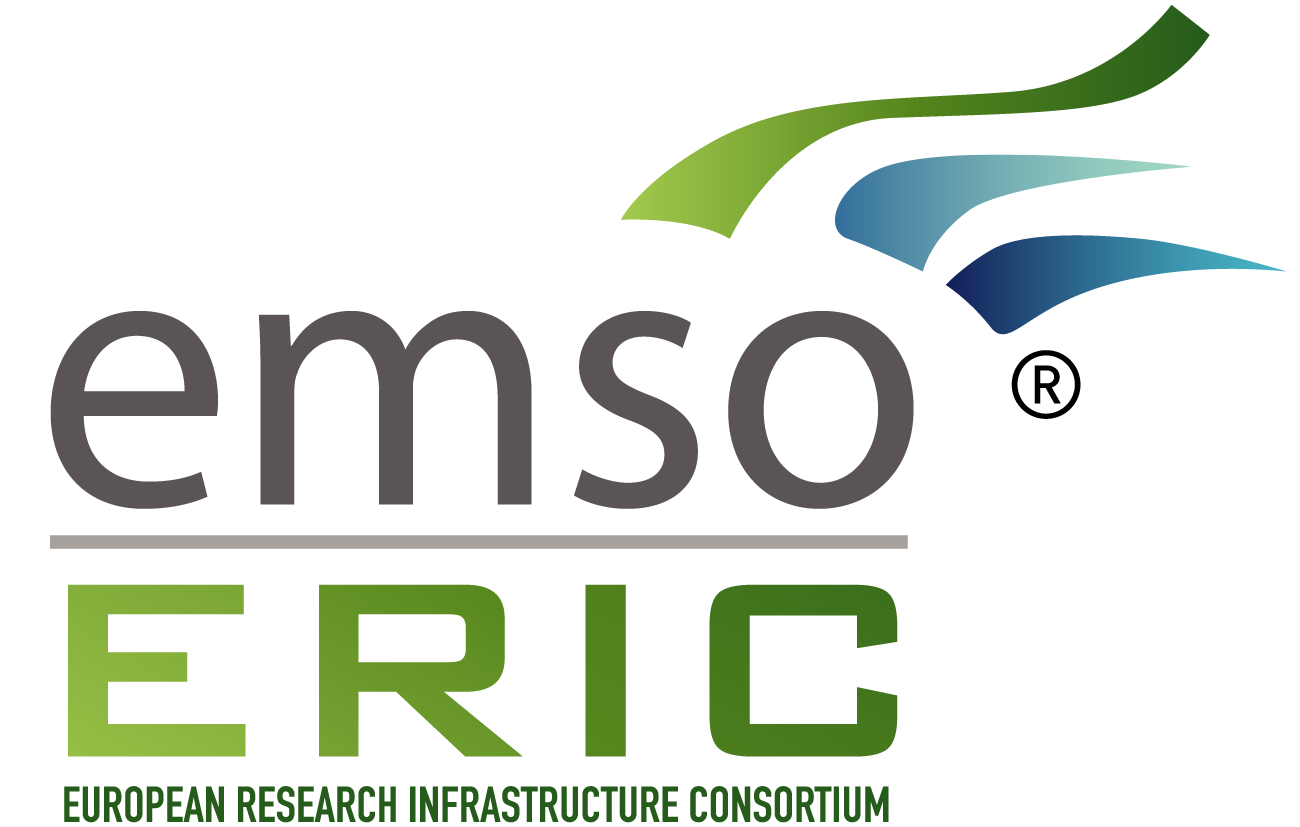 emso ®
ERIC
EUROPEAN RESEARCH INFRASTRUCTURE CONSORTIUM